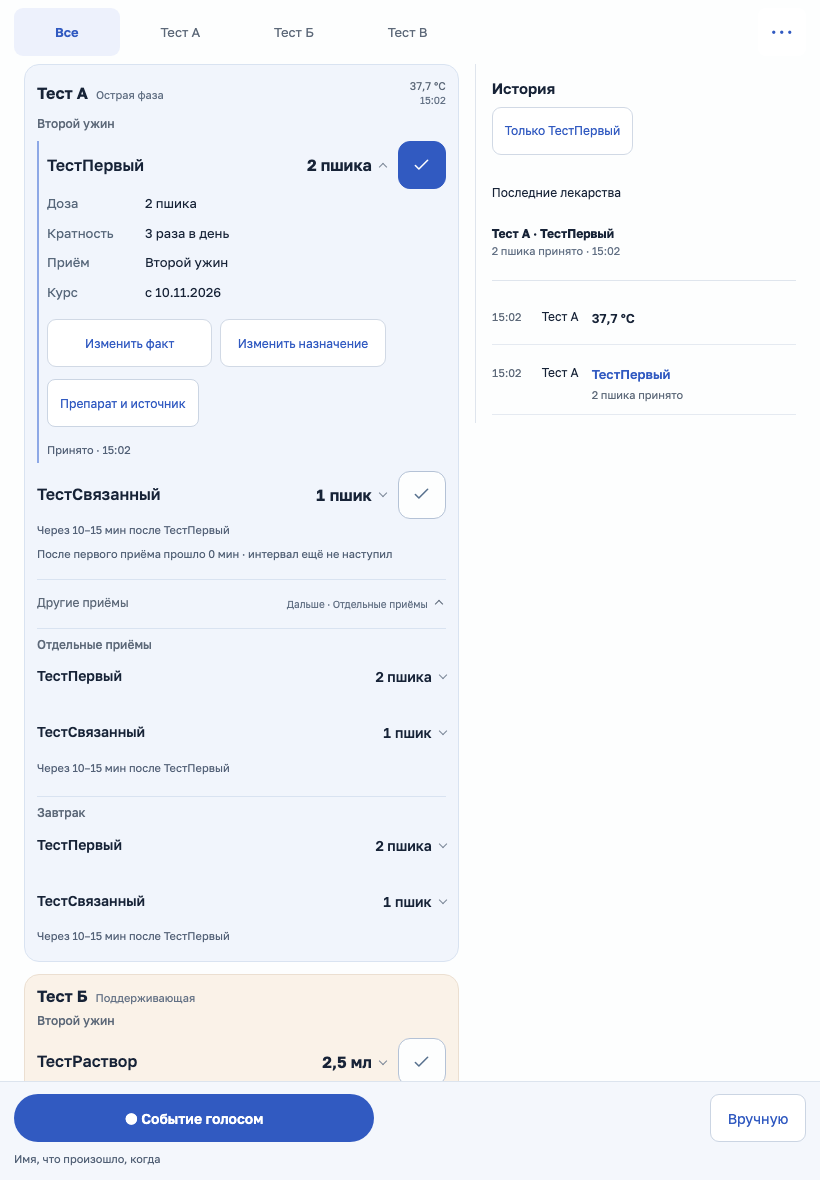 Все
Тест А
Тест Б
Тест В
Тест А Острая фаза
37,7 °C
15:02
Второй ужин
ТестПервый 2 пшика
Доза 2 пшика
Кратность 3 раза в день
Приём Второй ужин
Курс с 10.11.2026
Изменить факт
Изменить назначение
Препарат и источник
Принято · 15:02
ТестСвязанный 1 пшик
Через 10–15 мин после ТестПервый
После первого приёма прошло 0 мин · интервал ещё не наступил
Другие приёмы Дальше · Отдельные приёмы
Отдельные приёмы
ТестПервый 2 пшика
ТестСвязанный 1 пшик
Через 10–15 мин после ТестПервый
Завтрак
ТестПервый 2 пшика
ТестСвязанный 1 пшик
Через 10–15 мин после ТестПервый
Тест Б Поддерживающая
Второй ужин
ТестРаствор 2,5 мл
История
Только ТестПервый
Последние лекарства
Тест А · ТестПервый
2 пшика принято · 15:02
15:02 Тест А 37,7 °C
15:02 Тест А ТестПервый
2 пшика принято
Событие голосом
Вручную
Имя, что произошло, когда